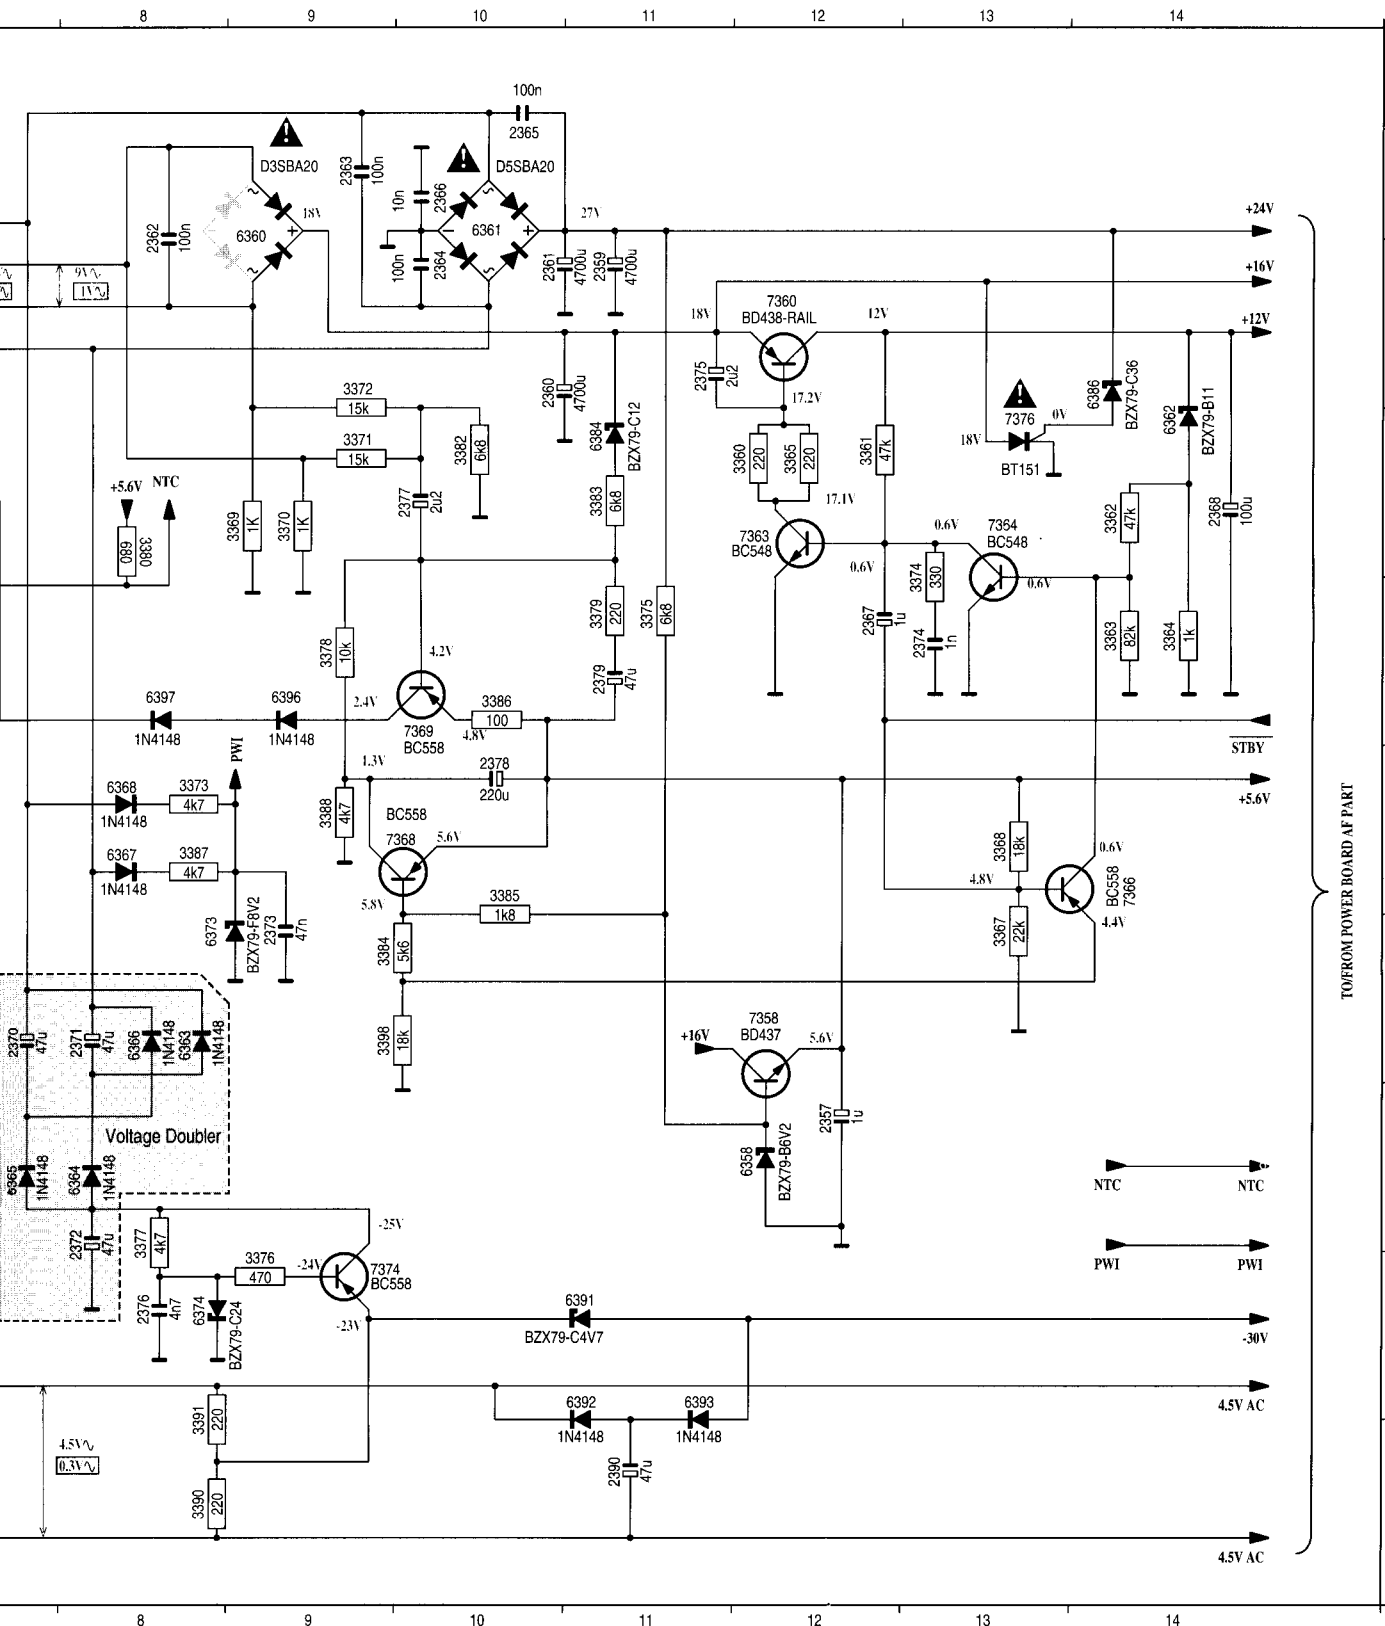 8 9 10 11 12 13 14
100n
2365
D3SBA20
D5SBA20
2363
100n
10n
2366
18V
27V
+24V
2362
100n
6360
6361
100n
2364
2361
4700u
2359
4700u
9V∿
1V∿
+16V
7360
BD438-RAIL
18V
12V
+12V
2375
2u2
17.2V
2360
4700u
3372
15k
3371
15k
3382
6k8
2377
2u2
6384
BZX79-C12
3383
6k8
3360
220
3365
220
3361
47k
7376
0V
18V
BT151
6386
BZX79-C36
6362
BZX79-B11
+5.6V
NTC
680
3380
3369
1K
3370
1K
17.1V
7363
BC548
0.6V
0.6V
7364
BC548
0.6V
3362
47k
2368
100u
3374
330
2367
1u
2374
1n
3363
82k
3364
1k
3379
220
3375
6k8
3378
10k
4.2V
2379
47u
6397
1N4148
6396
1N4148
2.4V
7369
BC558
3386
100
4.8V
STBY
PWI
1.3V
2378
220u
+5.6V
6368
1N4148
3373
4k7
3388
4k7
BC558
7368
5.6V
6367
1N4148
3387
4k7
5.8V
3385
1k8
3368
18k
0.6V
4.8V
BC558
7366
3367
22k
4.4V
6373
BZX79-F8V2
2373
47n
3384
5k6
TO/FROM POWER BOARD AF PART
2370
47u
2371
47u
6366
1N4148
6363
1N4148
3398
18k
+16V
7358
BD437
5.6V
2357
1u
Voltage Doubler
6358
BZX79-B6V2
6365
1N4148
6364
1N4148
NTC
NTC
2372
47u
3377
4k7
-25V
3376
470
-24V
7374
BC558
PWI
PWI
2376
4n7
6374
BZX79-C24
-23V
6391
BZX79-C4V7
-30V
3391
220
6392
1N4148
6393
1N4148
4.5V AC
4.5V∿
0.3V∿
2390
47u
3390
220
4.5V AC
8 9 10 11 12 13 14